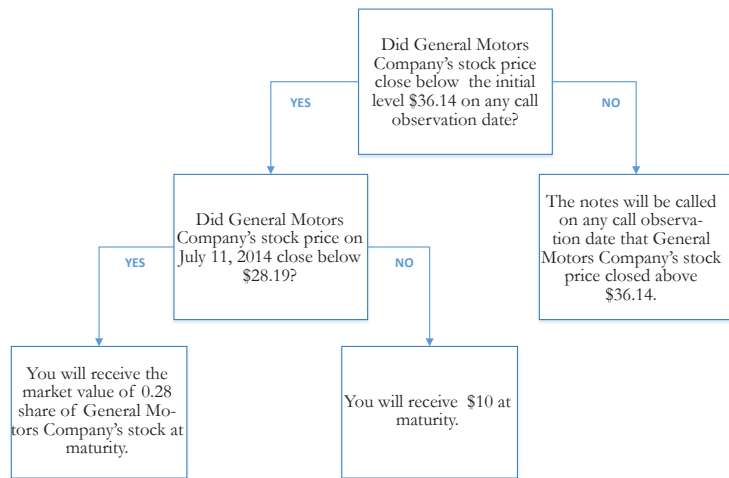 Did General Motors
Company's stock price
close below the initial
level $36.14 on any call
observation date?
YES
NO
Did General Motors
Company's stock price on
July 11, 2014 close below
$28.19?
The notes will be called
on any call observa-
tion date that General
Motors Company's stock
price closed above
$36.14.
YES
NO
You will receive the
market value of 0.28
share of General Mo-
tors Company's stock at
maturity.
You will receive $10 at
maturity.